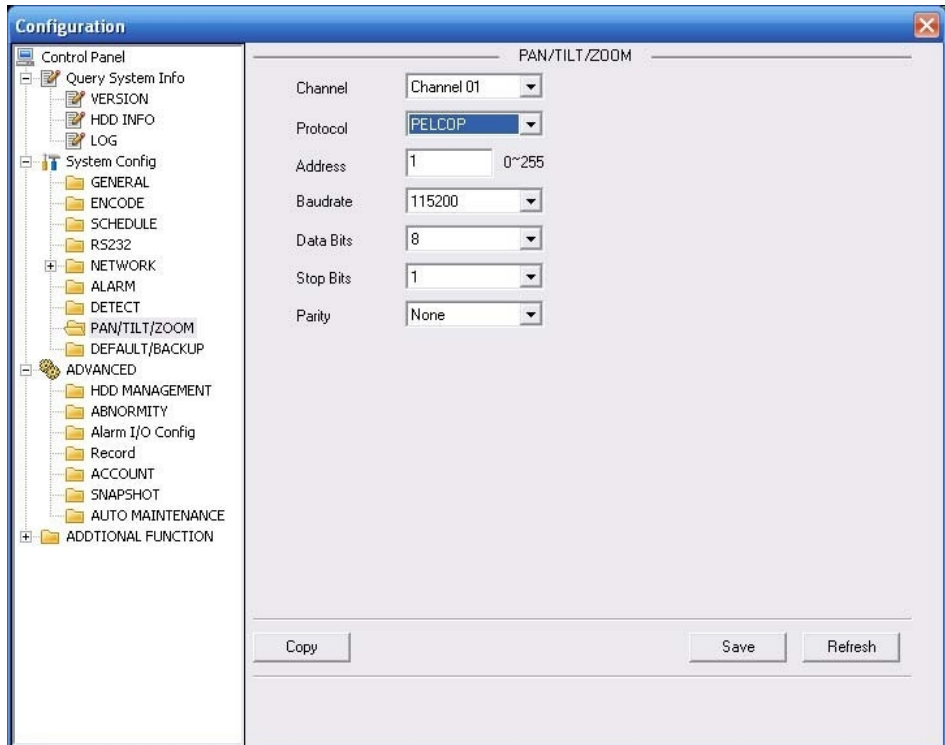 Configuration
Control Panel
Query System Info
VERSION
HDD INFO
LOG
System Config
GENERAL
ENCODE
SCHEDULE
RS232
NETWORK
ALARM
DETECT
PAN/TILT/ZOOM
DEFAULT/BACKUP
ADVANCED
HDD MANAGEMENT
ABNORMITY
Alarm I/O Config
Record
ACCOUNT
SNAPSHOT
AUTO MAINTENANCE
ADDTIONAL FUNCTION
PAN/TILT/ZOOM
Channel Channel 01
Protocol PELCOP
Address 1 0~255
Baudrate 115200
Data Bits 8
Stop Bits 1
Parity None
Copy Save Refresh